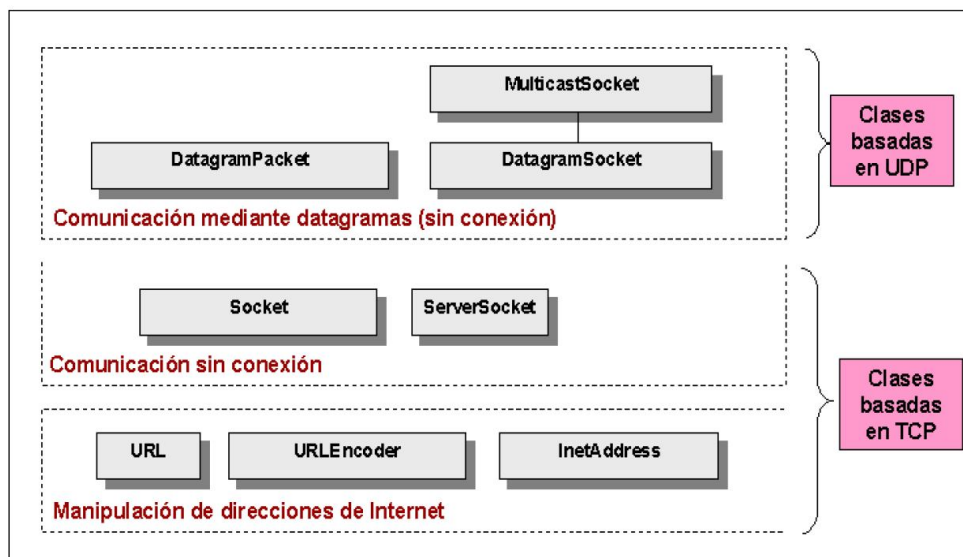 MulticastSocket
DatagramPacket
DatagramSocket
Comunicación mediante datagramas (sin conexión)
Clases
basadas
en UDP
Socket
ServerSocket
Comunicación sin conexión
URL
URLEncoder
InetAddress
Manipulación de direcciones de Internet
Clases
basadas
en TCP